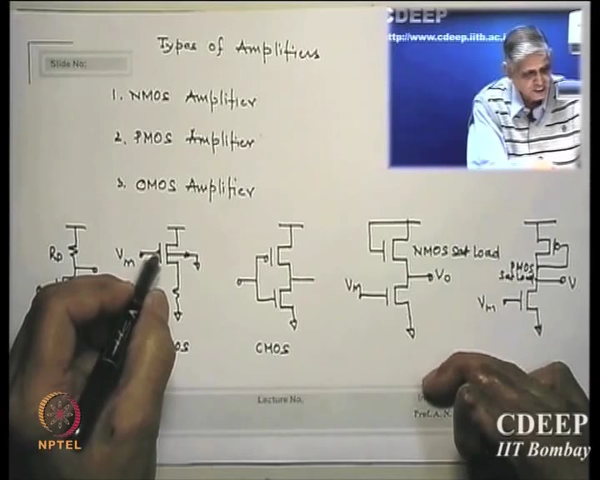 CDEEP
http://www.cdeep.iitb.ac.i
Slide No:
Types of Amplifiers
1. NMOS Amplifier
2. PMOS Amplifier
3. CMOS Amplifier
RD
Vin
CMOS
Vin
NMOS Sat Load
Vo
PMOS
Sat Load
Vin
V
Lecture No.
Prof. A. N.
NPTEL
CDEEP
IIT Bombay